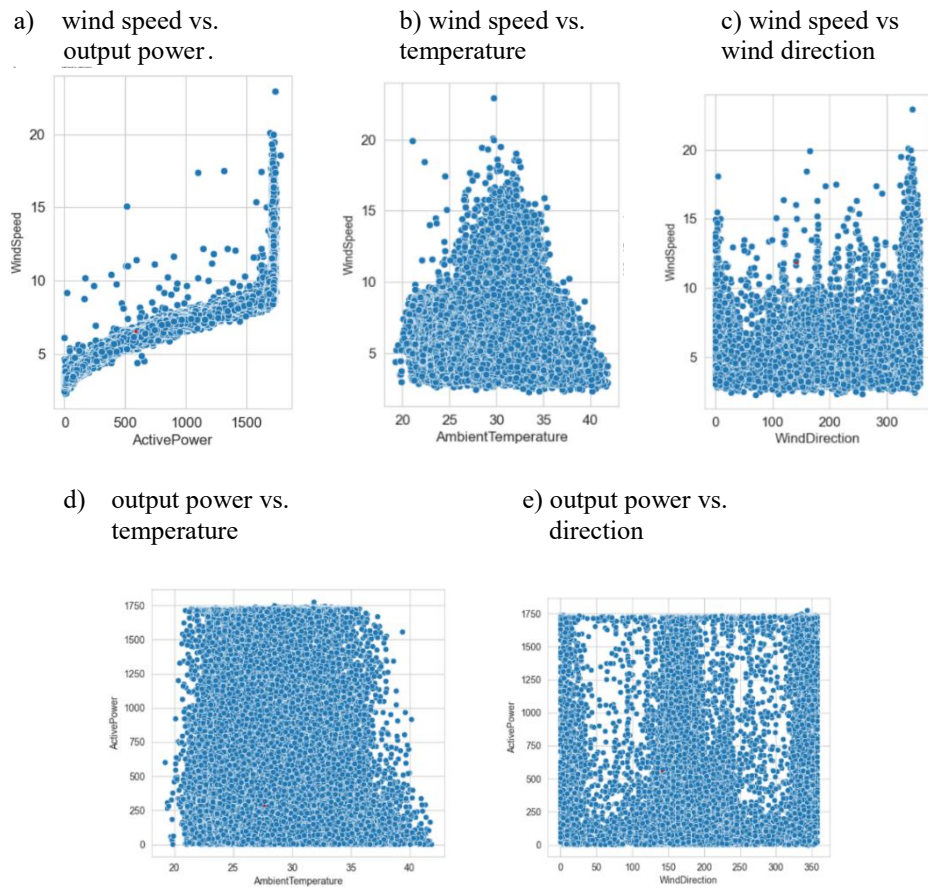 a) wind speed vs.
output power.
b) wind speed vs.
temperature
c) wind speed vs
wind direction
20
15
10
5
WindSpeed
0 500 1000 1500
ActivePower
20
15
10
5
WindSpeed
20 25 30 35 40
AmbientTemperature
20
15
10
5
WindSpeed
0 100 200 300
WindDirection
d) output power vs.
temperature
e) output power vs.
direction
1750
1500
1250
1000
750
500
250
0
ActivePower
20 25 30 35 40
AmbientTemperature
1750
1500
1250
1000
750
500
250
0
ActivePower
0 50 100 150 200 250 300 350
WindDirection